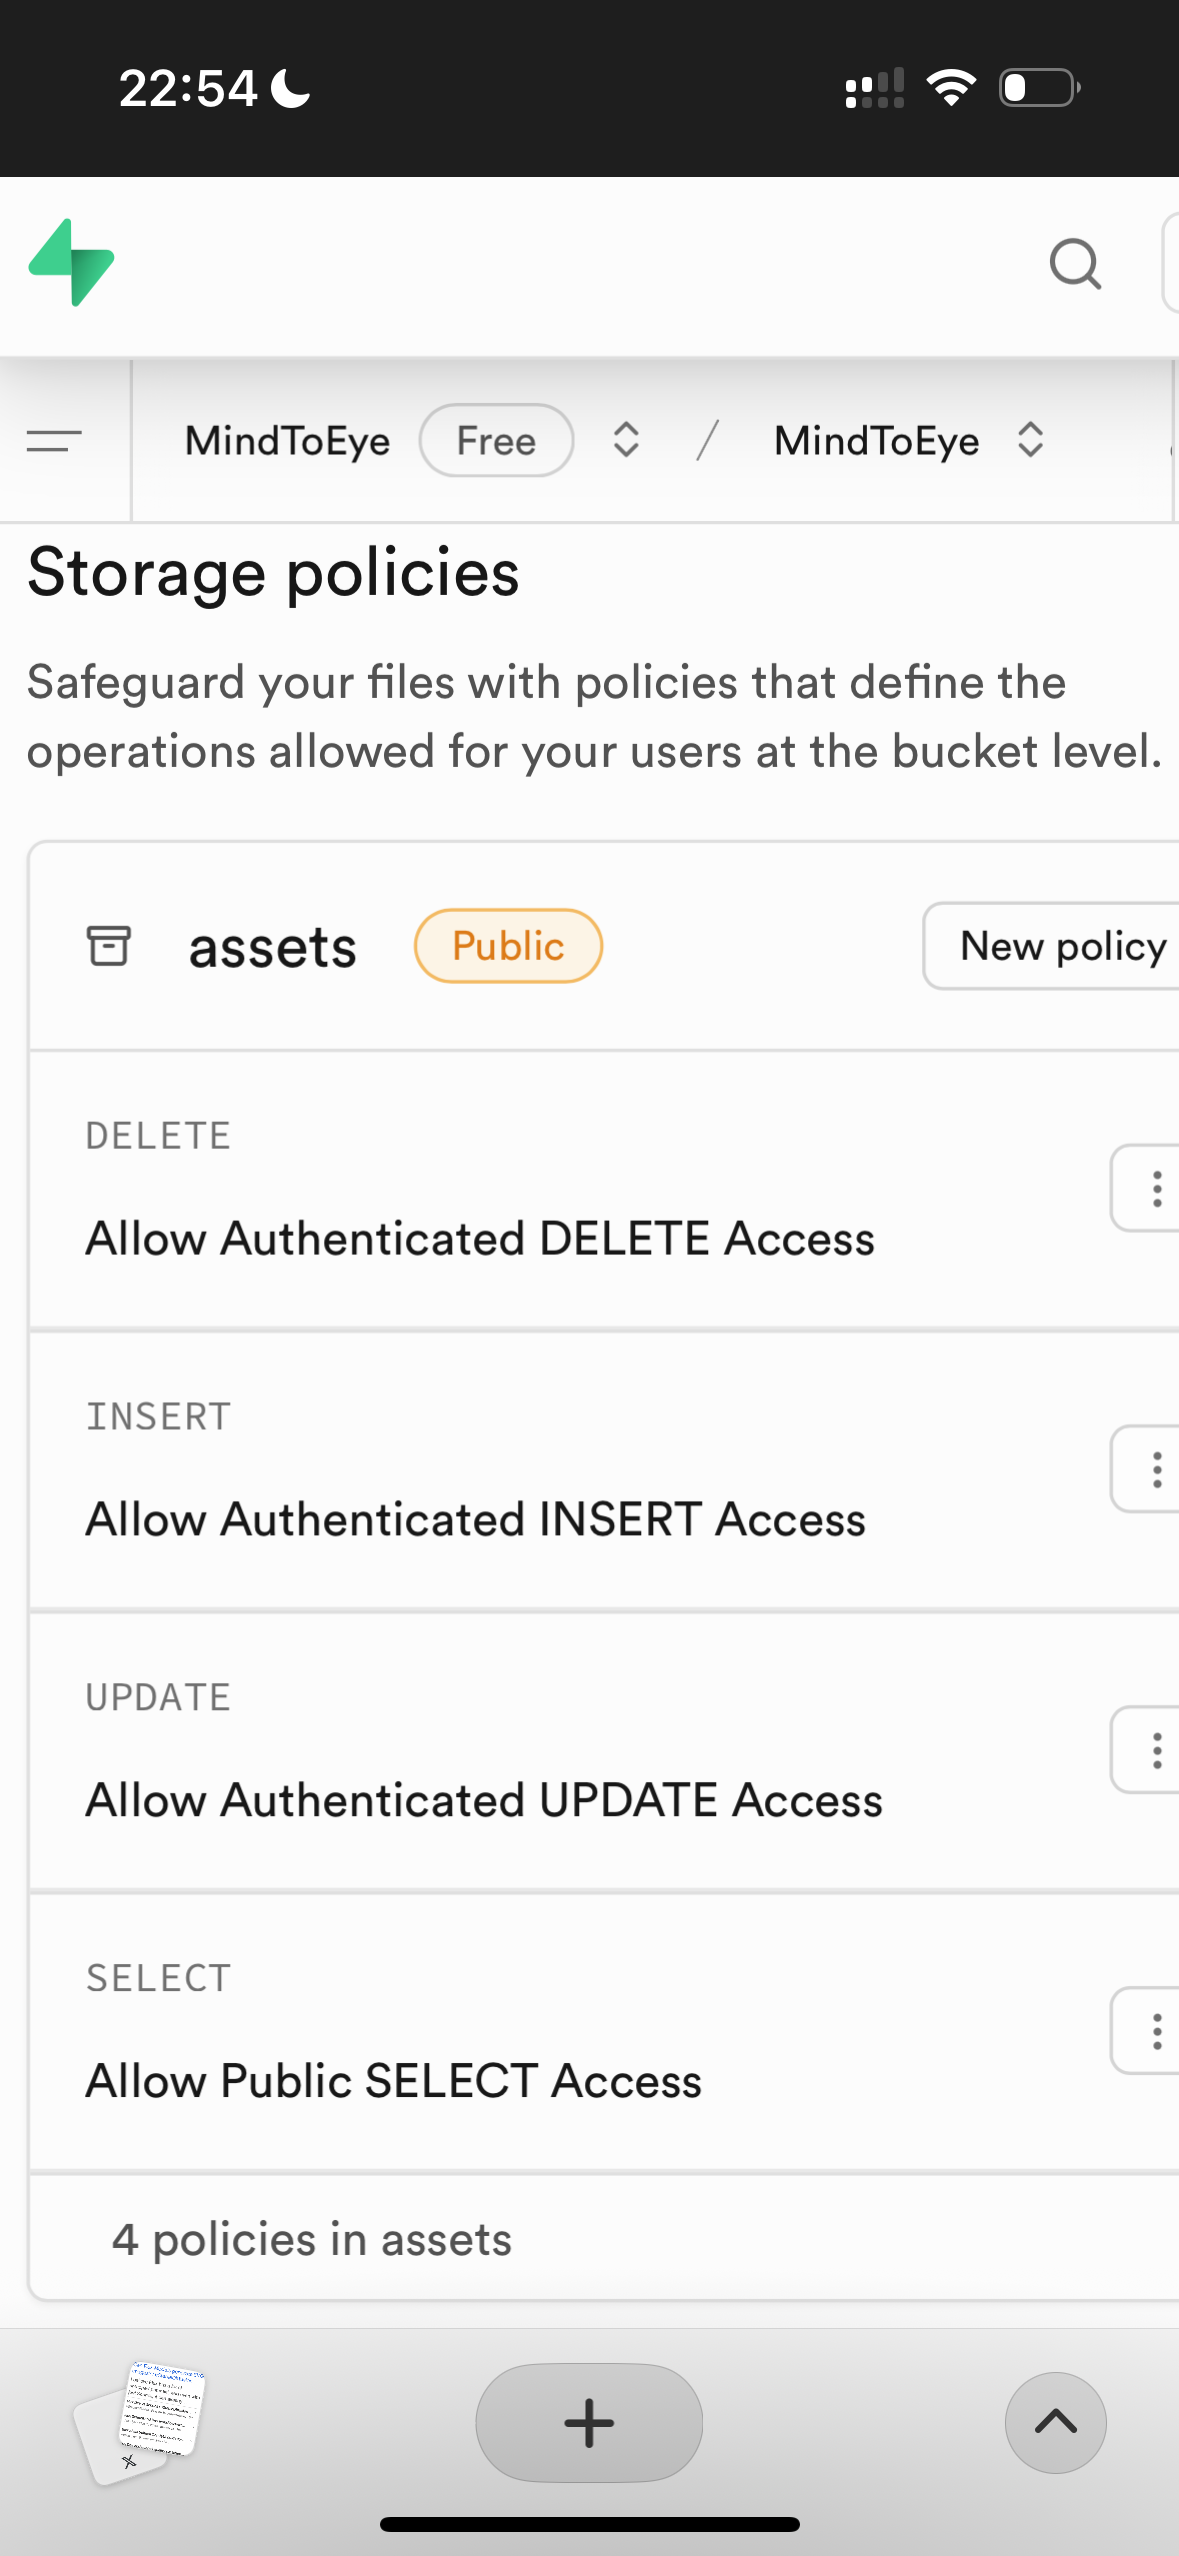 22:54
MindToEye Free / MindToEye
Storage policies
Safeguard your files with policies that define the
operations allowed for your users at the bucket level.
assets Public New policy
DELETE
Allow Authenticated DELETE Access
INSERT
Allow Authenticated INSERT Access
UPDATE
Allow Authenticated UPDATE Access
SELECT
Allow Public SELECT Access
4 policies in assets